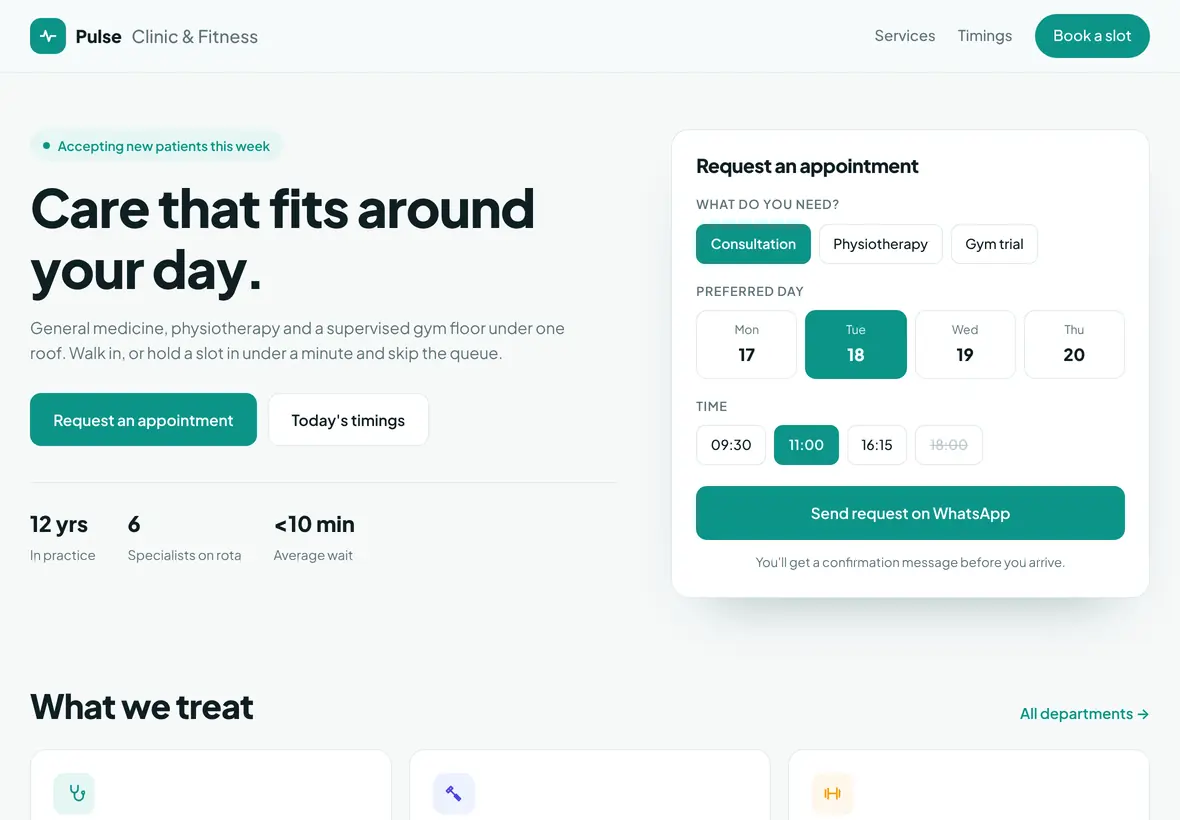 Pulse Clinic & Fitness
Services
Timings
Book a slot
Accepting new patients this week
Care that fits around
your day.
General medicine, physiotherapy and a supervised gym floor under one
roof. Walk in, or hold a slot in under a minute and skip the queue.
Request an appointment
Today's timings
12 yrs
In practice
6
Specialists on rota
<10 min
Average wait
Request an appointment
WHAT DO YOU NEED?
Consultation
Physiotherapy
Gym trial
PREFERRED DAY
Mon
17
Tue
18
Wed
19
Thu
20
TIME
09:30
11:00
16:15
18:00
Send request on WhatsApp
You'll get a confirmation message before you arrive.
What we treat
All departments →